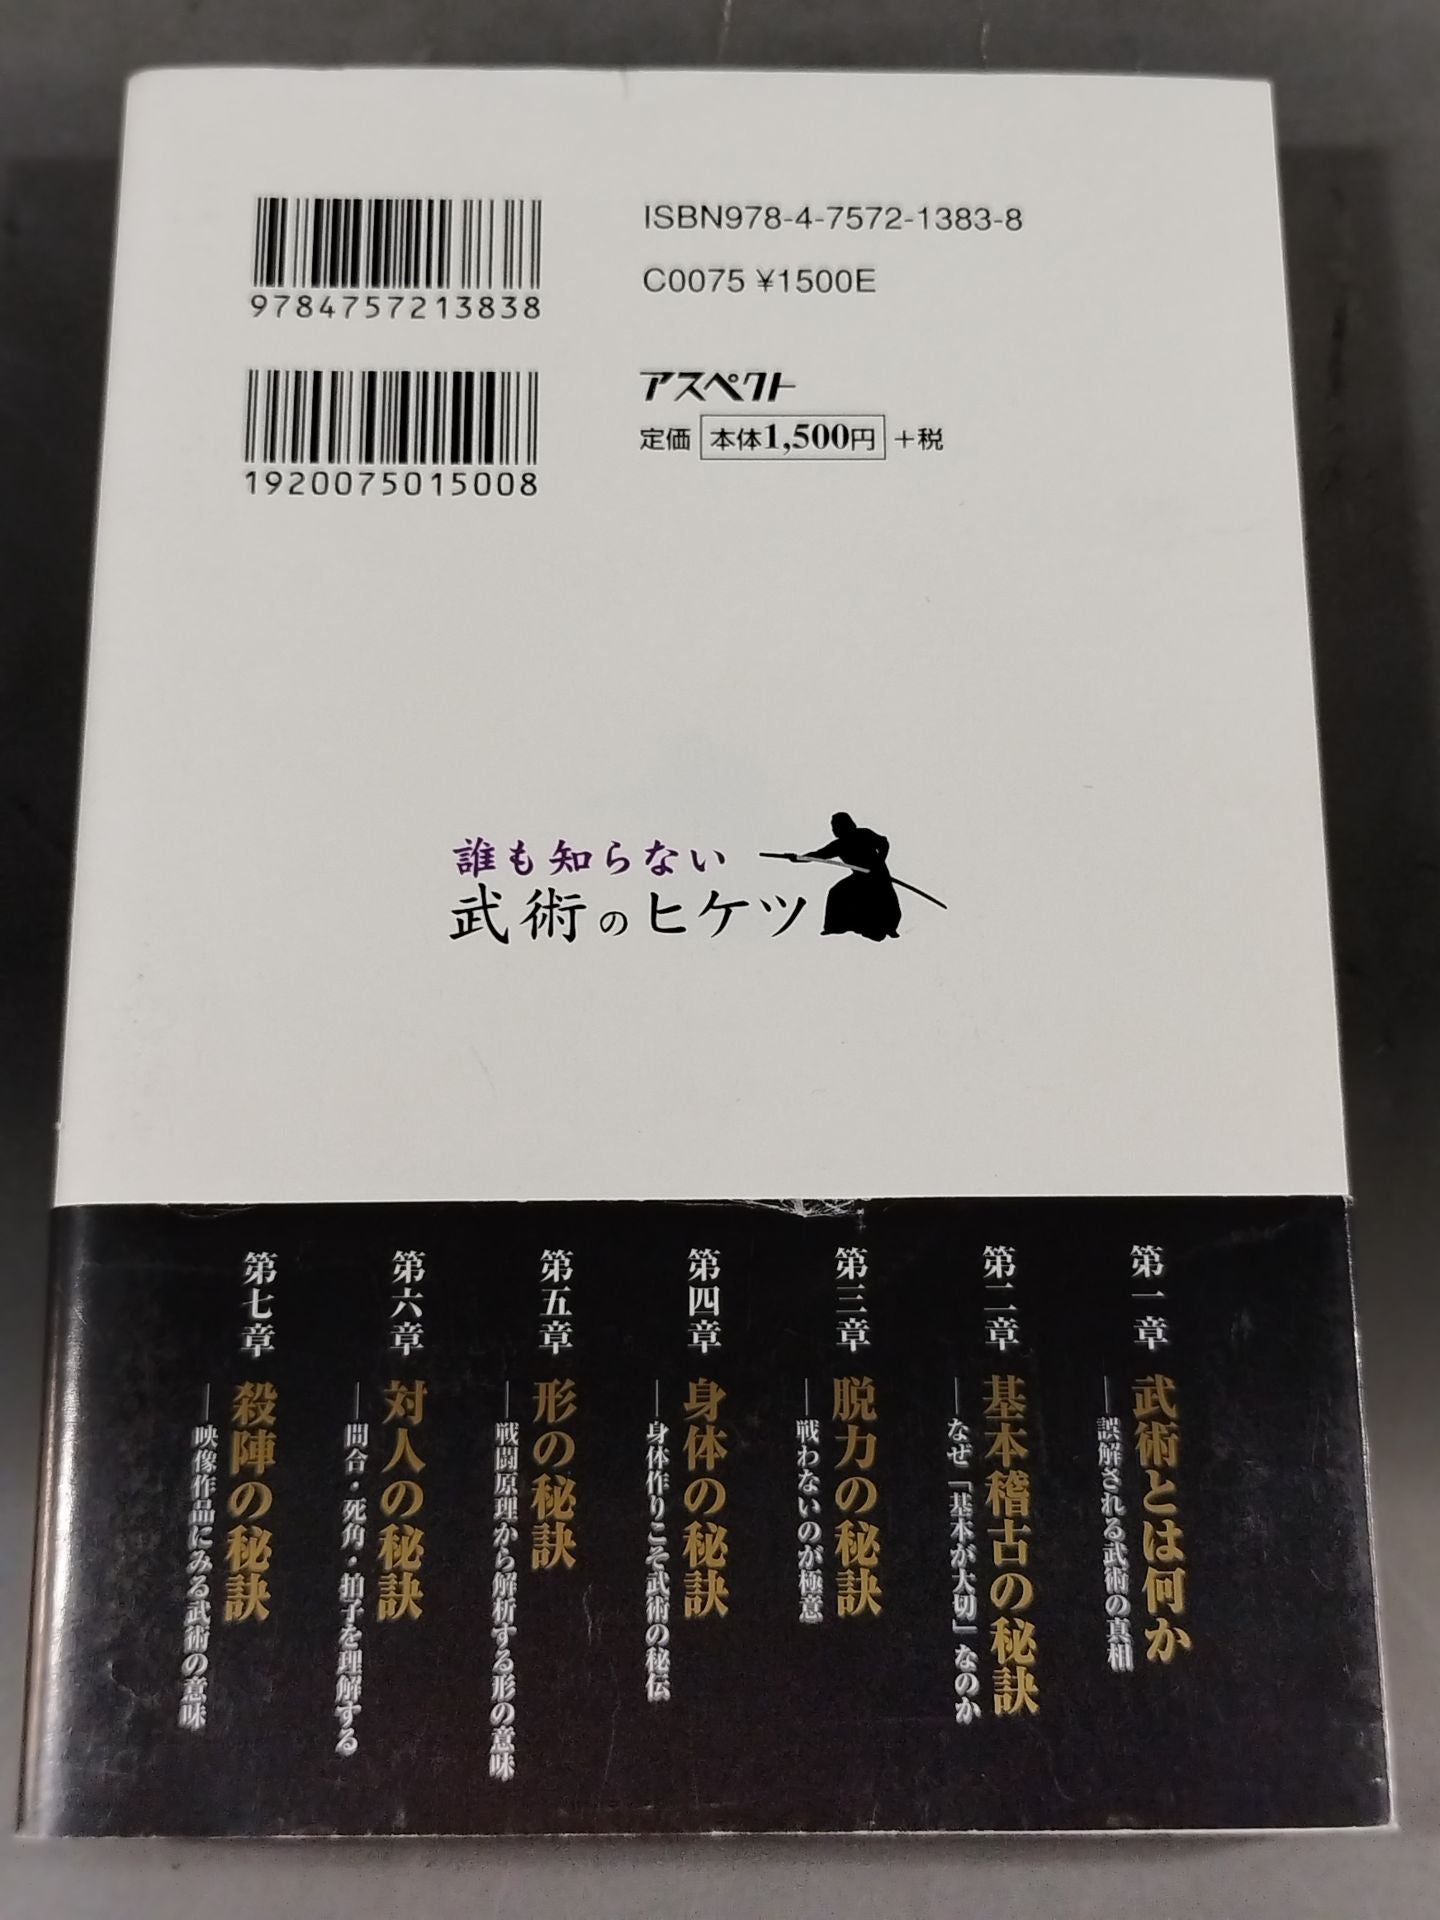 ISBN978-4-7572-1383-8
C0075 ¥1500E
9784757213838
アスペクト
定価 本体1,500円 +税
1920075015008
誰も知らない
武術のヒケツ
第一章 武術とは何か
―誤解される武術の真相
第二章 基本稽古の秘訣
―なぜ「基本が大切」なのか
第三章 脱力の秘訣
―戦わないのが極意
第四章 身体の秘訣
―身体作りこそ武術の秘伝
第五章 形の秘訣
―戦闘原理から解析する形の意味
第六章 対人の秘訣
―間合・死角・拍子を理解する
第七章 殺陣の秘訣
―映像作品にみる武術の意味